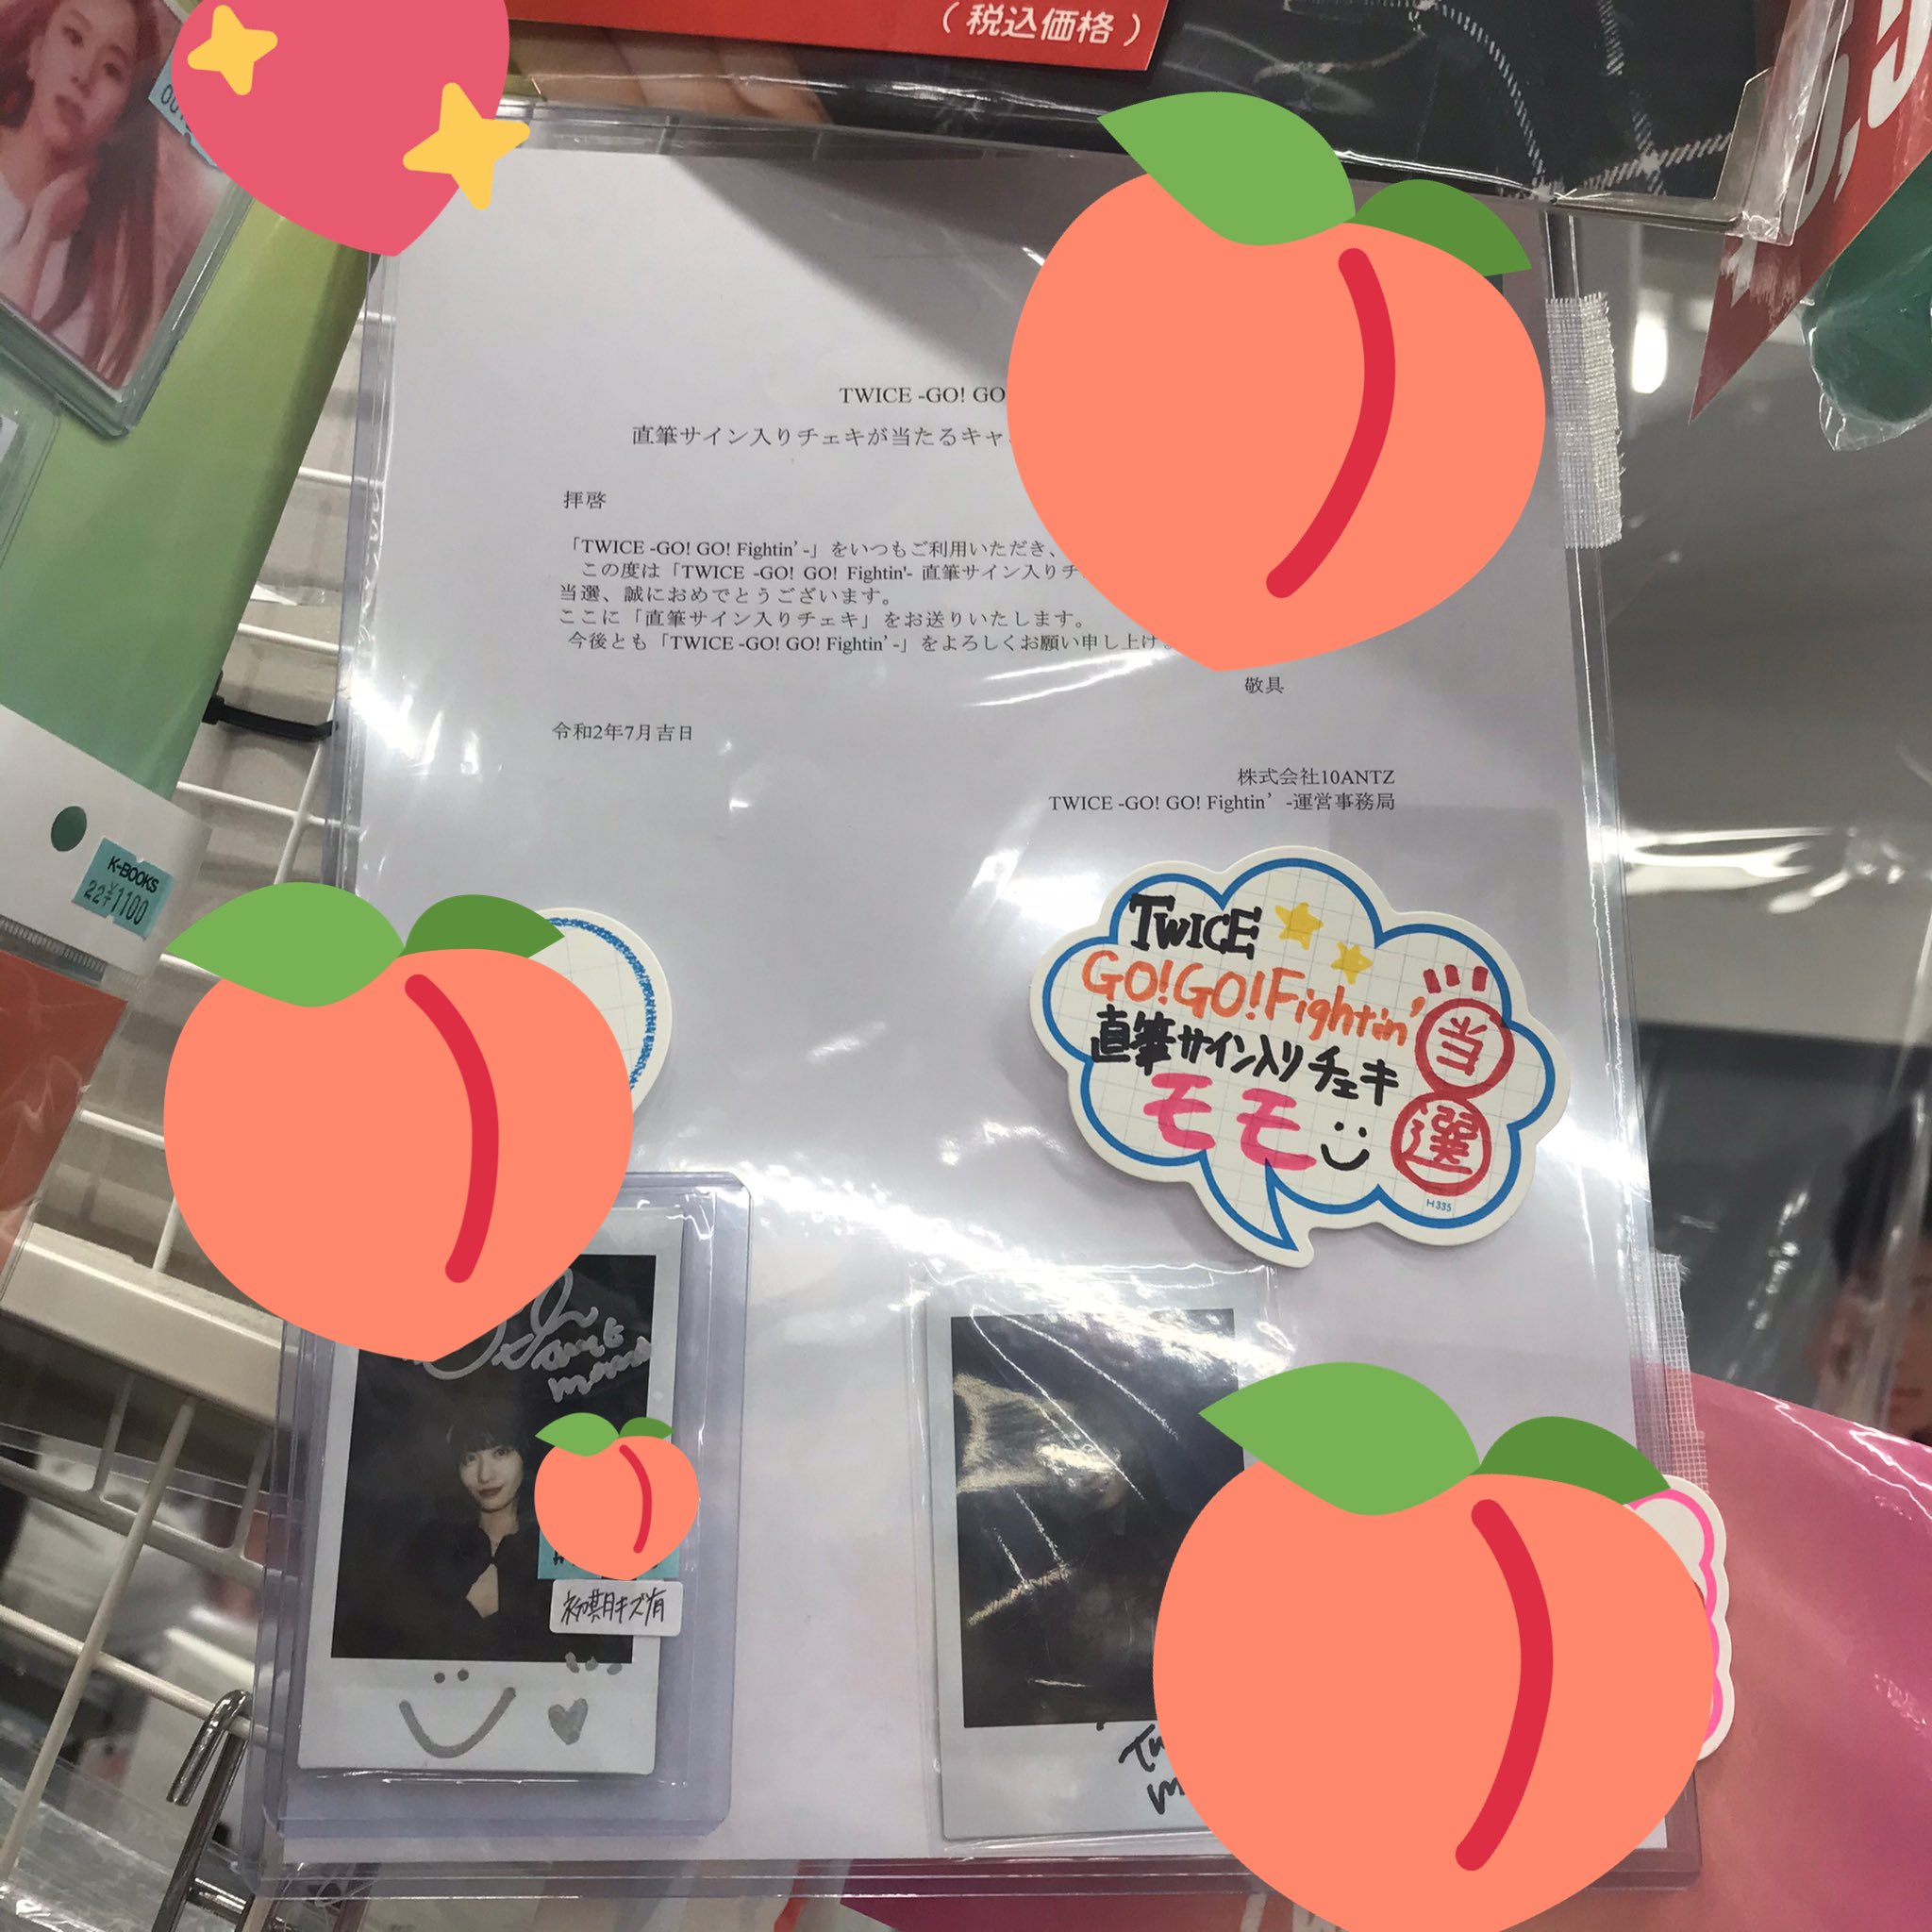 (税込価格)
TWICE -GO! GO
直筆サイン入りチェキが当たるキャ
拝啓
「TWICE -GO! GO! Fightin’-」をいつもご利用いただき、
この度は「TWICE -GO! GO! Fightin'- 直筆サイン入りチ
当選、誠におめでとうございます。
ここに「直筆サイン入りチェキ」をお送りいたします。
今後とも「TWICE -GO! GO! Fightin’-」をよろしくお願い申し上げ
敬具
令和2年7月吉日
株式会社10ANTZ
TWICE -GO! GO! Fightin’-運営事務局
K-BOOKS
22¥1100
TWICE
GO!GO!Fightin'
直筆サイン入りチェキ
モモ
当選
H335
初期キズ有